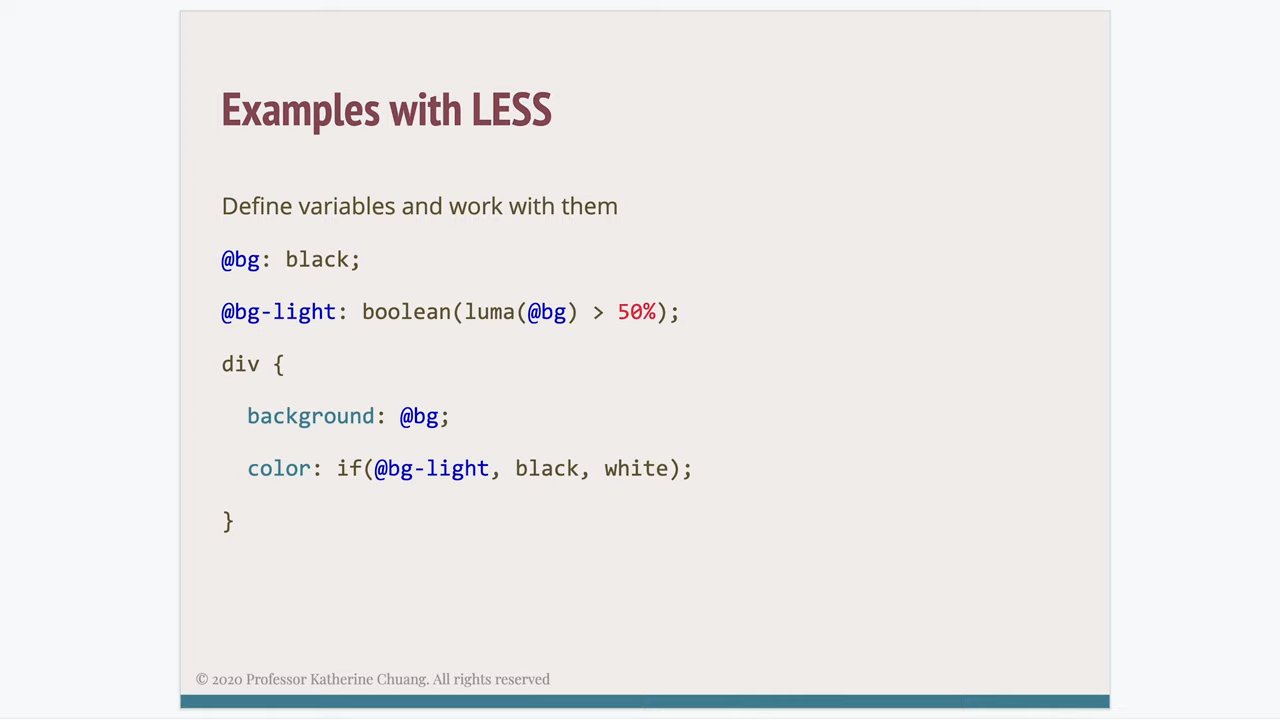 Examples with LESS
Define variables and work with them
@bg: black;
@bg-light: boolean(luma(@bg) > 50%);
div {
background: @bg;
color: if(@bg-light, black, white);
}
© 2020 Professor Katherine Chuang. All rights reserved